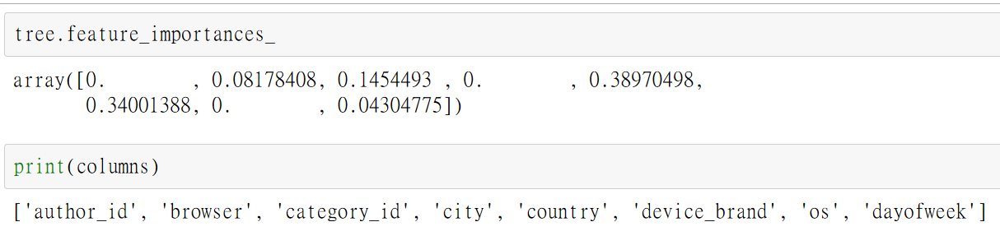 tree.feature_importances_
array([0.        , 0.08178408, 0.1454493 , 0.        , 0.38970498,
       0.34001388, 0.        , 0.04304775])
print(columns)
['author_id', 'browser', 'category_id', 'city', 'country', 'device_brand', 'os', 'dayofweek']